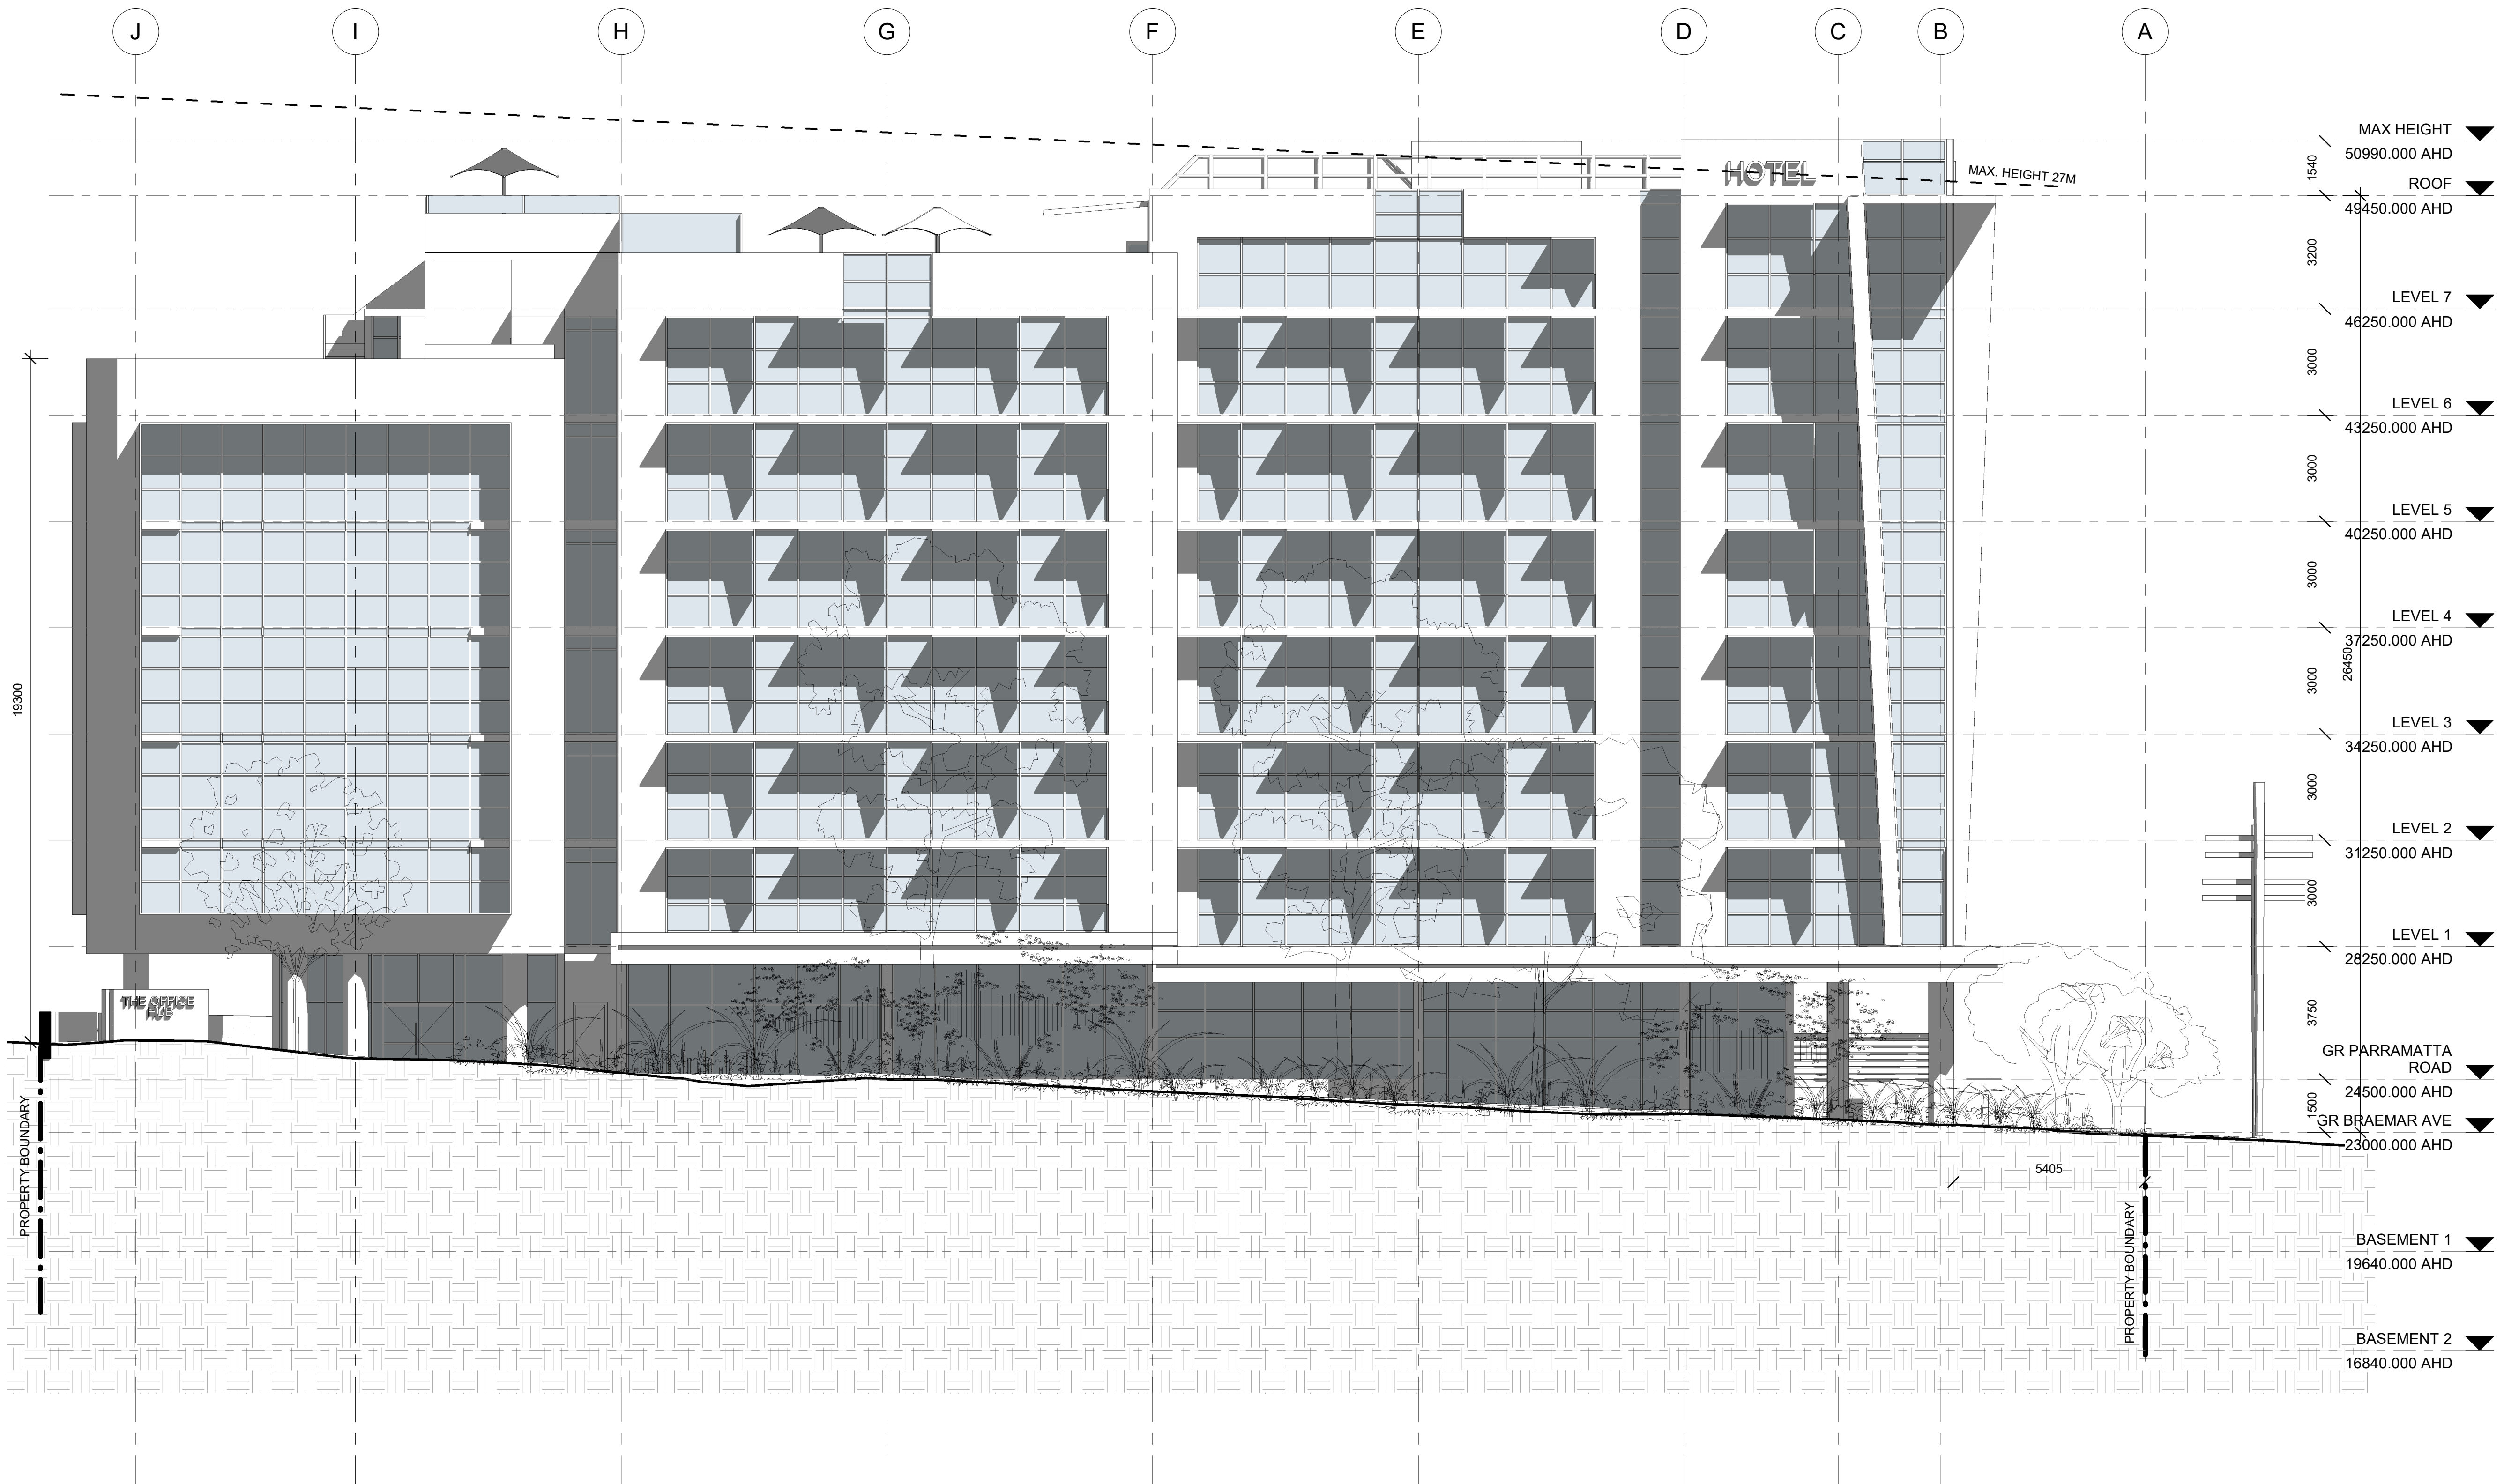 J I H G F E D C B A
MAX HEIGHT
50990.000 AHD
1540
HOTEL
MAX. HEIGHT 27M
ROOF
49450.000 AHD
3200
LEVEL 7
46250.000 AHD
3000
LEVEL 6
43250.000 AHD
3000
LEVEL 5
40250.000 AHD
3000
LEVEL 4
37250.000 AHD
26450
19300
3000
LEVEL 3
34250.000 AHD
3000
LEVEL 2
31250.000 AHD
3000
LEVEL 1
28250.000 AHD
THE OFFICE
HUB
3750
GR PARRAMATTA
ROAD
24500.000 AHD
1500
GR BRAEMAR AVE
23000.000 AHD
5405
PROPERTY BOUNDARY
PROPERTY BOUNDARY
BASEMENT 1
19640.000 AHD
BASEMENT 2
16840.000 AHD